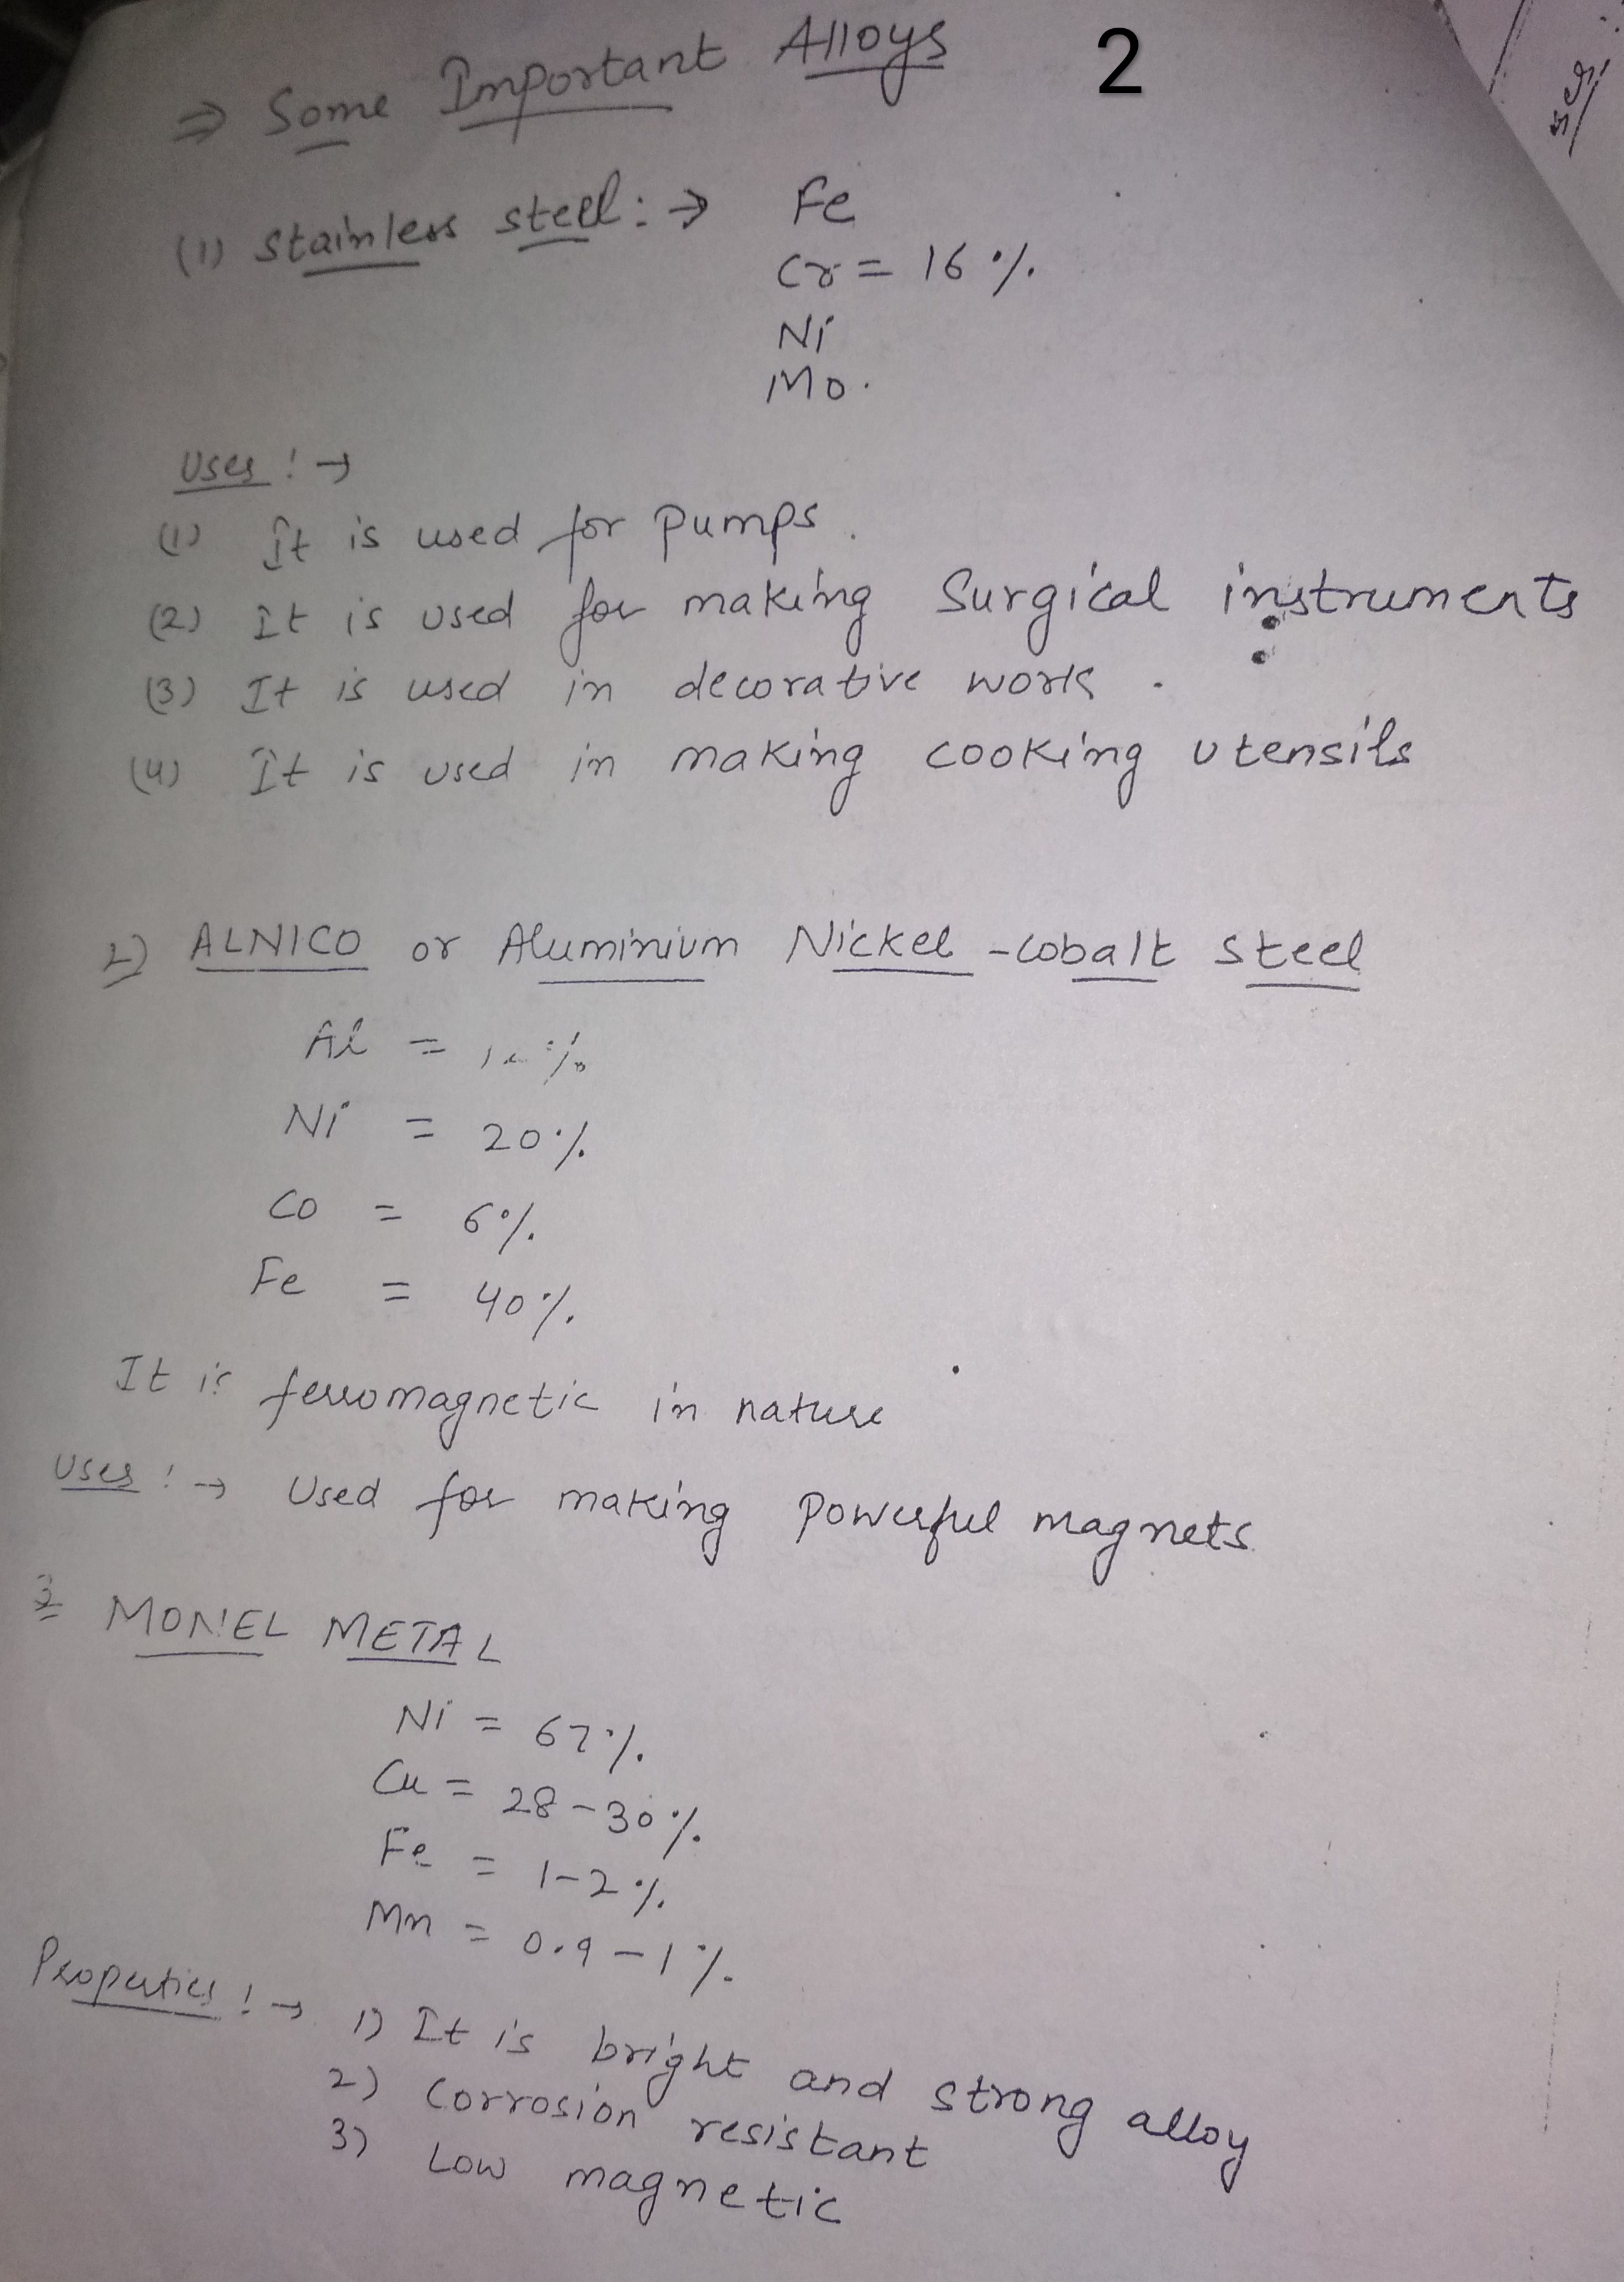 ⇒ Some Important Alloys 2
(1) Stainless steel :→ Fe
Cr = 16 %
Ni
Mo.
Uses :→
(1) It is used for Pumps.
(2) It is used for making Surgical instruments
(3) It is used in decorative work.
(4) It is used in making cooking utensils
2) ALNICO or Aluminium Nickel - cobalt steel
Al = %
Ni = 20 %
Co = 6 %
Fe = 40 %
It is ferromagnetic in nature
Uses :→ Used for making Powerful magnets
3 MONEL METAL
Ni = 67 %
Cu = 28 - 30 %
Fe = 1-2 %
Mn = 0.9 - 1 %
Properties :→ 1) It is bright and strong alloy
2) Corrosion resistant
3) Low magnetic